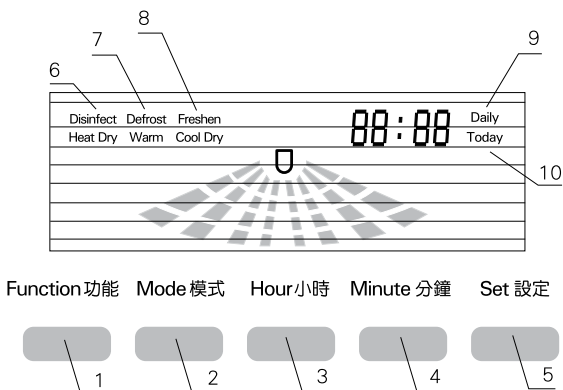 8
7
9
6
Disinfect Defrost Freshen 88:88 Daily
Heat Dry Warm Cool Dry Today
10
Function功能 Mode模式 Hour小時 Minute 分鐘 Set 設定
1 2 3 4 5